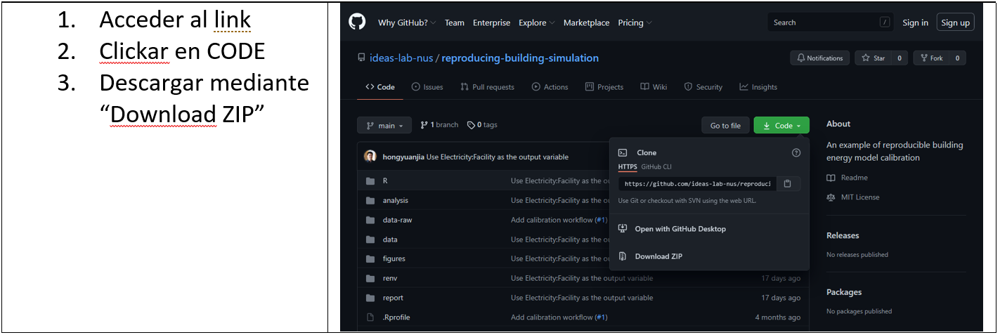 1. Acceder al link
2. Clickar en CODE
3. Descargar mediante
“Download ZIP”
Why GitHub? Team Enterprise Explore Marketplace Pricing Search / Sign in Sign up
ideas-lab-nus / reproducing-building-simulation Notifications Star 0 Fork 0
Code Issues Pull requests Actions Projects Wiki Security Insights
main 1 branch 0 tags Go to file Code
hongyuanjia Use Electricity:Facility as the output variable
R Use Electricity:Facility as the ou
analysis Use Electricity:Facility as the ou
data-raw Add calibration workflow (#1)
data Use Electricity:Facility as the ou
figures Use Electricity:Facility as the ou
renv Use Electricity:Facility as the output variable 17 days ago
report Use Electricity:Facility as the output variable 17 days ago
.Rprofile Add calibration workflow (#1) 4 months ago
Clone
HTTPS GitHub CLI
https://github.com/ideas-lab-nus/reproduci
Use Git or checkout with SVN using the web URL.
Open with GitHub Desktop
Download ZIP
About
An example of reproducible building
energy model calibration
Readme
MIT License
Releases
No releases published
Packages
No packages published